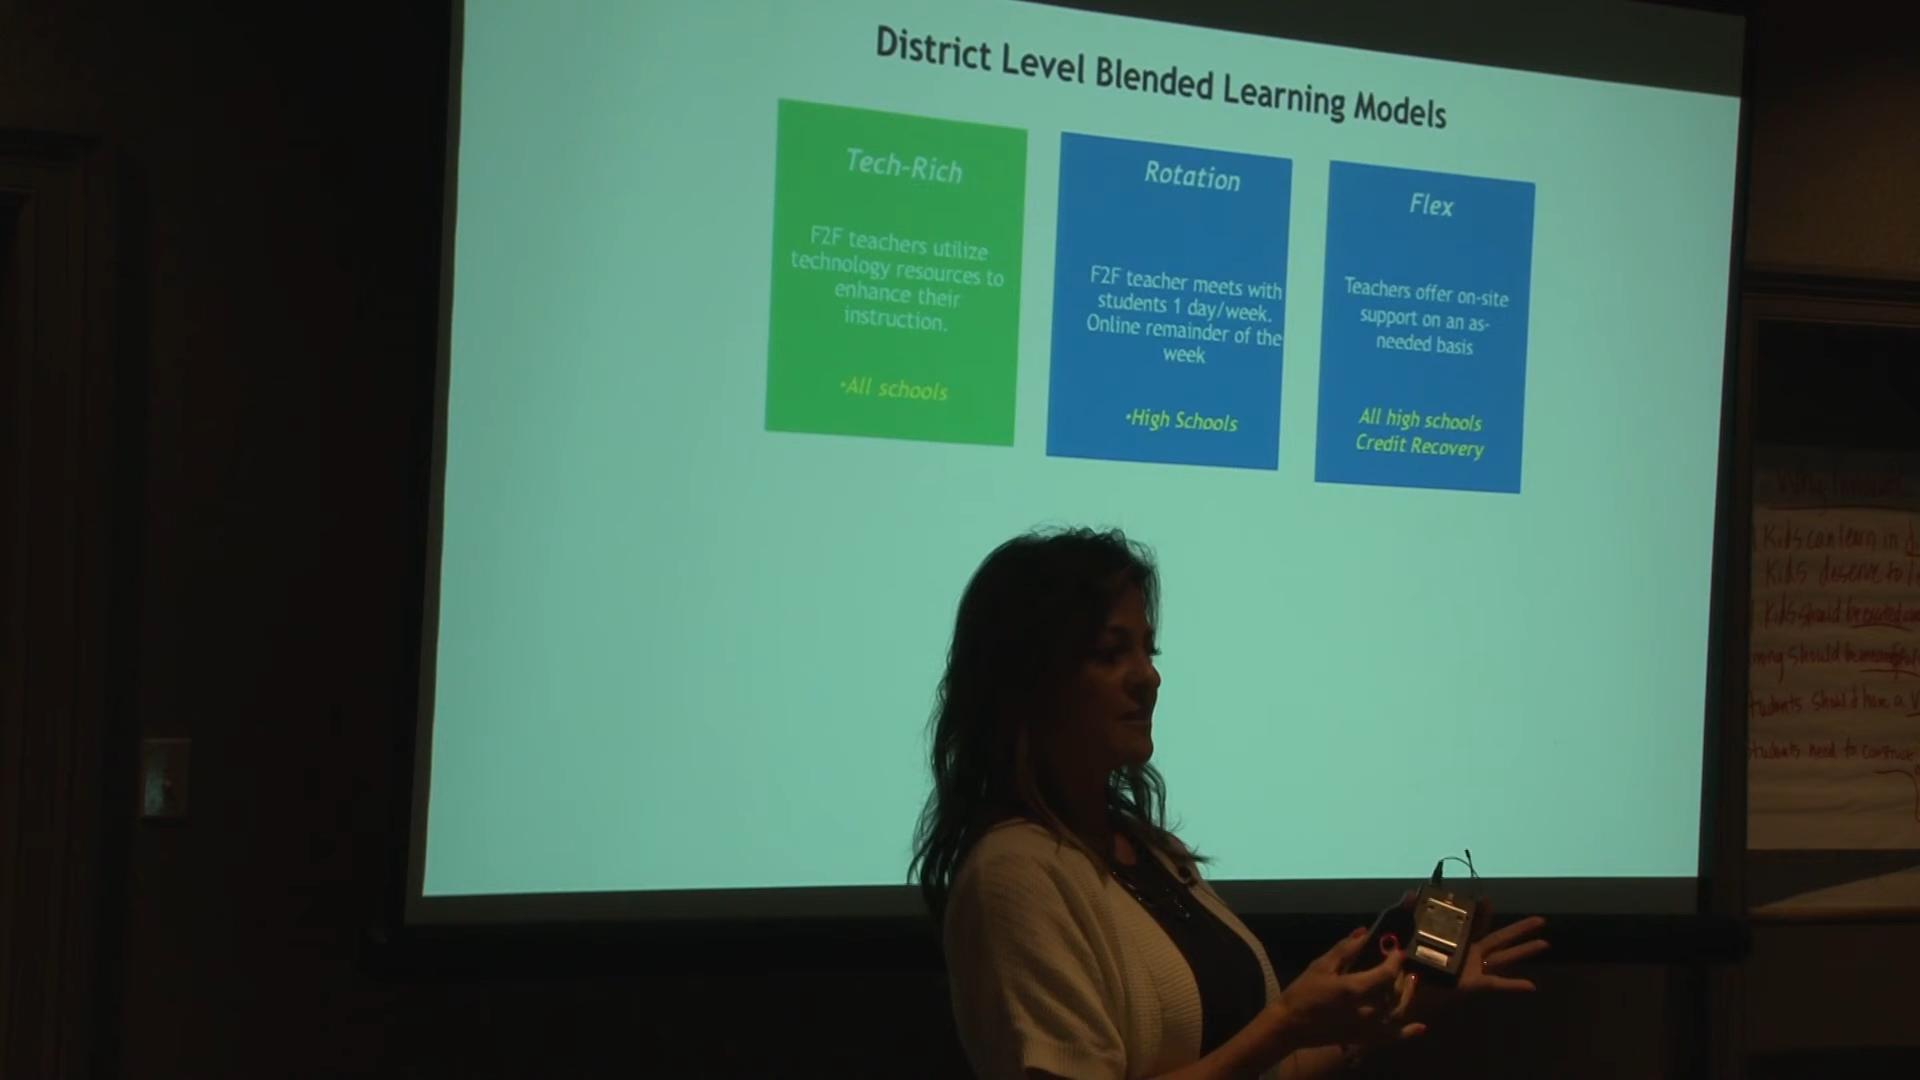 District Level Blended Learning Models
Tech-Rich
F2F teachers utilize
technology resources to
enhance their
instruction.
•All schools
Rotation
F2F teacher meets with
students 1 day/week.
Online remainder of the
week
•High Schools
Flex
Teachers offer on-site
support on an as-
needed basis
All high schools
Credit Recovery
Kids can learn in
Kids deserve to
Kids should
should
should have a
need to